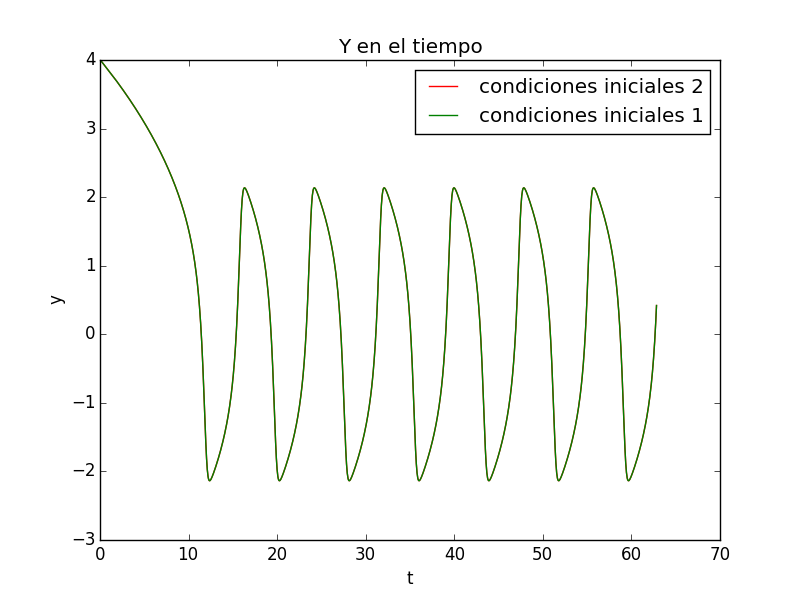 Y en el tiempo
condiciones iniciales 2
condiciones iniciales 1
4
3
2
1
0
−1
−2
−3
y
0 10 20 30 40 50 60 70
t